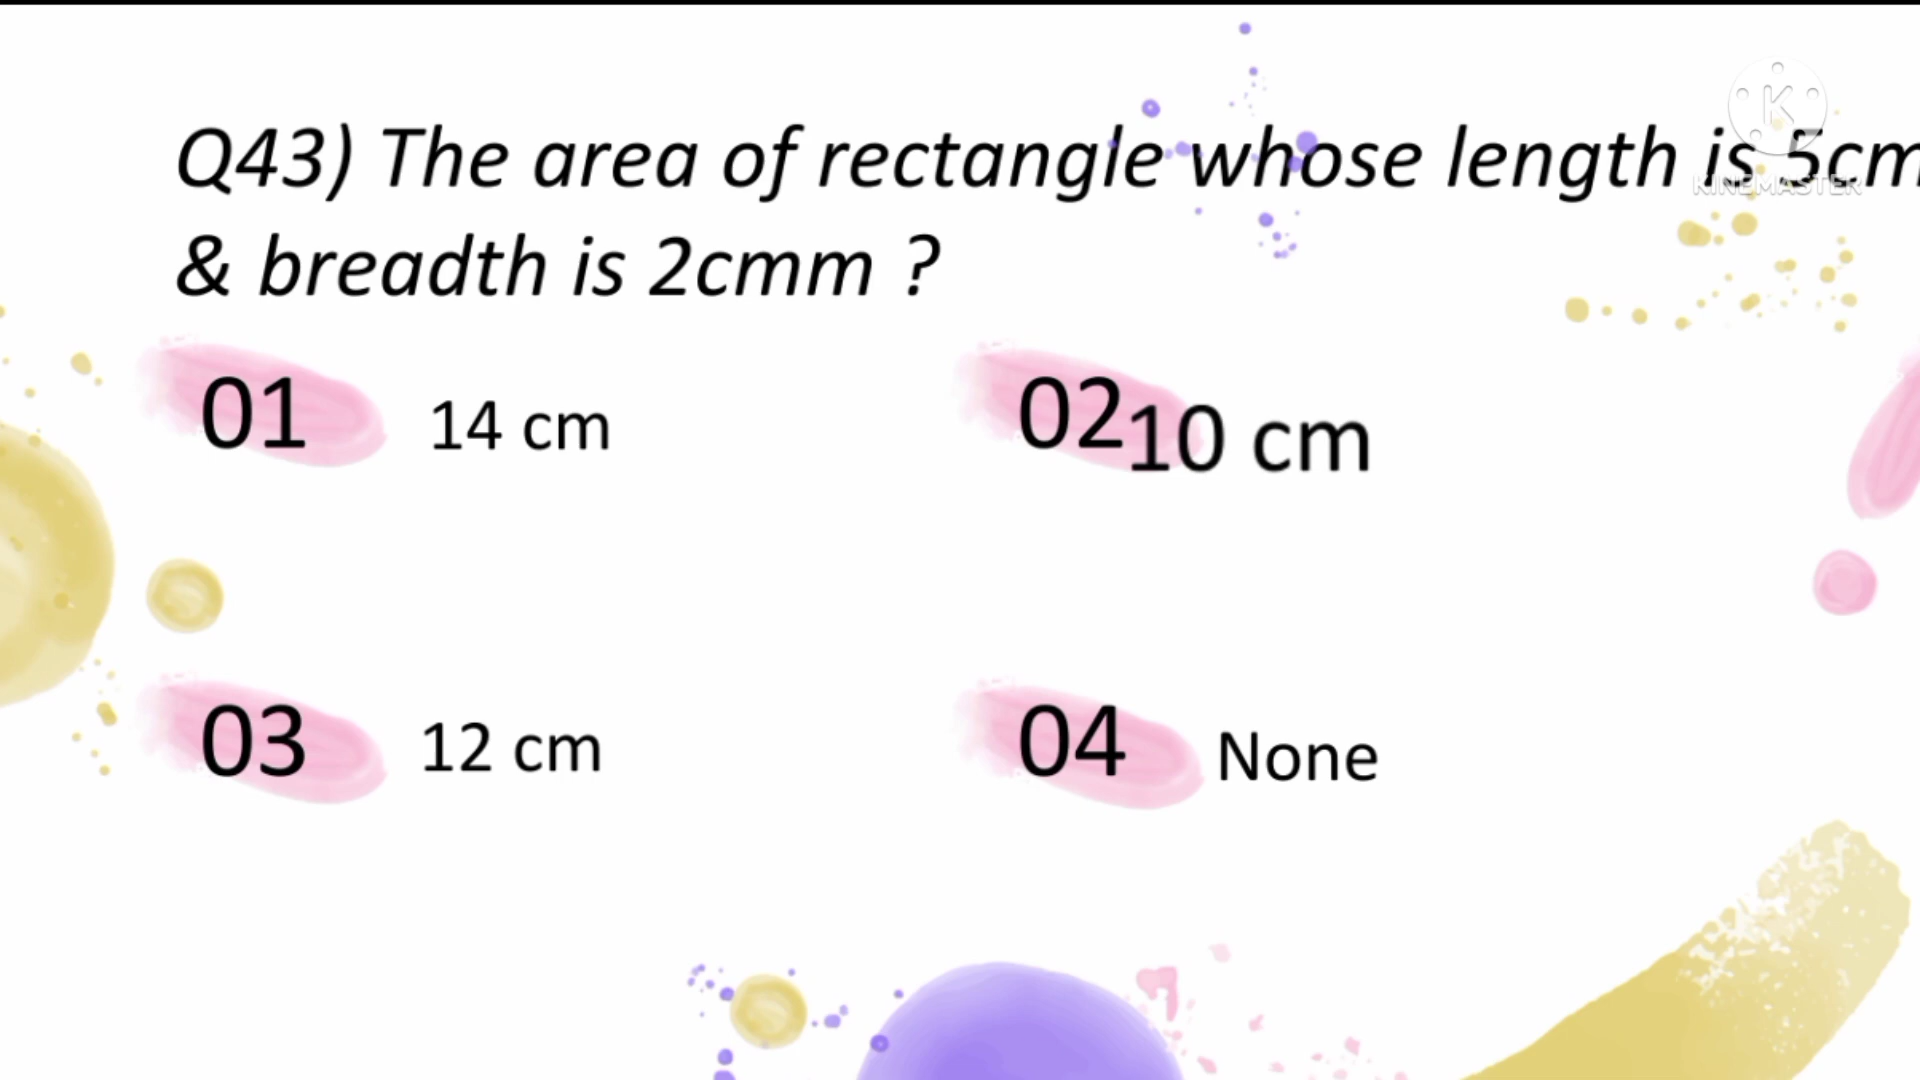 Q43) The area of rectangle whose length is 5cm
& breadth is 2cmm ?
01 14 cm
02 10 cm
03 12 cm
04 None
K
KINEMASTER